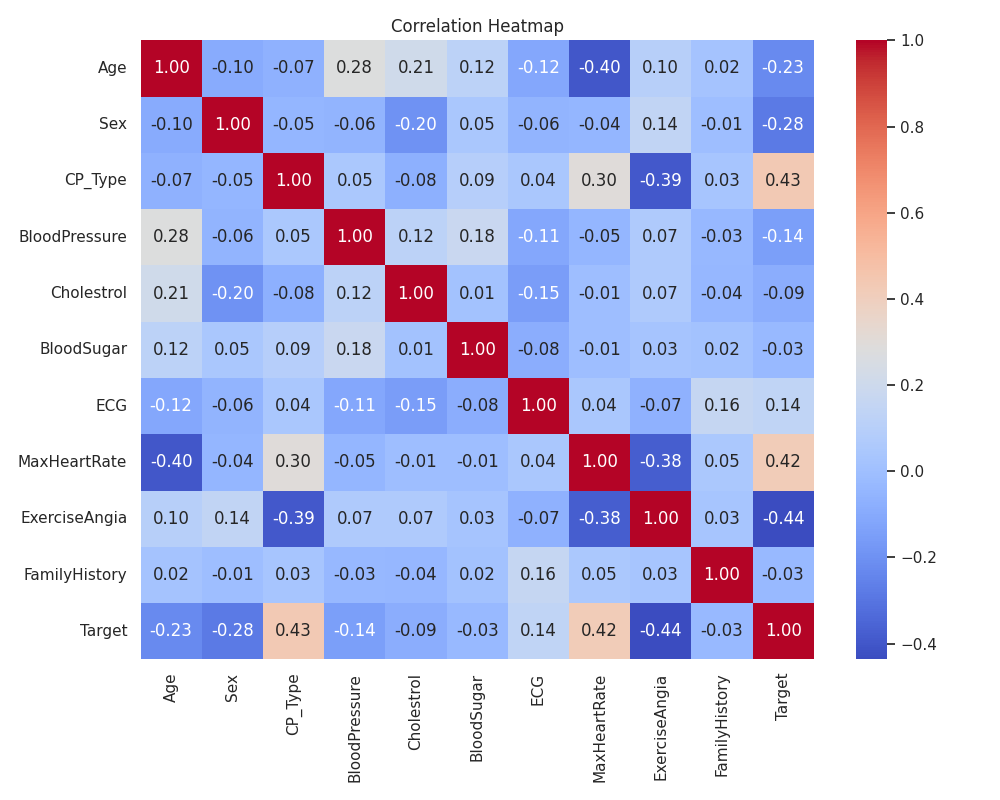 Correlation Heatmap
Age 1.00 -0.10 -0.07 0.28 0.21 0.12 -0.12 -0.40 0.10 0.02 -0.23
Sex -0.10 1.00 -0.05 -0.06 -0.20 0.05 -0.06 -0.04 0.14 -0.01 -0.28
CP_Type -0.07 -0.05 1.00 0.05 -0.08 0.09 0.04 0.30 -0.39 0.03 0.43
BloodPressure 0.28 -0.06 0.05 1.00 0.12 0.18 -0.11 -0.05 0.07 -0.03 -0.14
Cholestrol 0.21 -0.20 -0.08 0.12 1.00 0.01 -0.15 -0.01 0.07 -0.04 -0.09
BloodSugar 0.12 0.05 0.09 0.18 0.01 1.00 -0.08 -0.01 0.03 0.02 -0.03
ECG -0.12 -0.06 0.04 -0.11 -0.15 -0.08 1.00 0.04 -0.07 0.16 0.14
MaxHeartRate -0.40 -0.04 0.30 -0.05 -0.01 -0.01 0.04 1.00 -0.38 0.05 0.42
ExerciseAngia 0.10 0.14 -0.39 0.07 0.07 0.03 -0.07 -0.38 1.00 0.03 -0.44
FamilyHistory 0.02 -0.01 0.03 -0.03 -0.04 0.02 0.16 0.05 0.03 1.00 -0.03
Target -0.23 -0.28 0.43 -0.14 -0.09 -0.03 0.14 0.42 -0.44 -0.03 1.00
Age Sex CP_Type BloodPressure Cholestrol BloodSugar ECG MaxHeartRate ExerciseAngia FamilyHistory Target
1.0
0.8
0.6
0.4
0.2
0.0
−0.2
−0.4